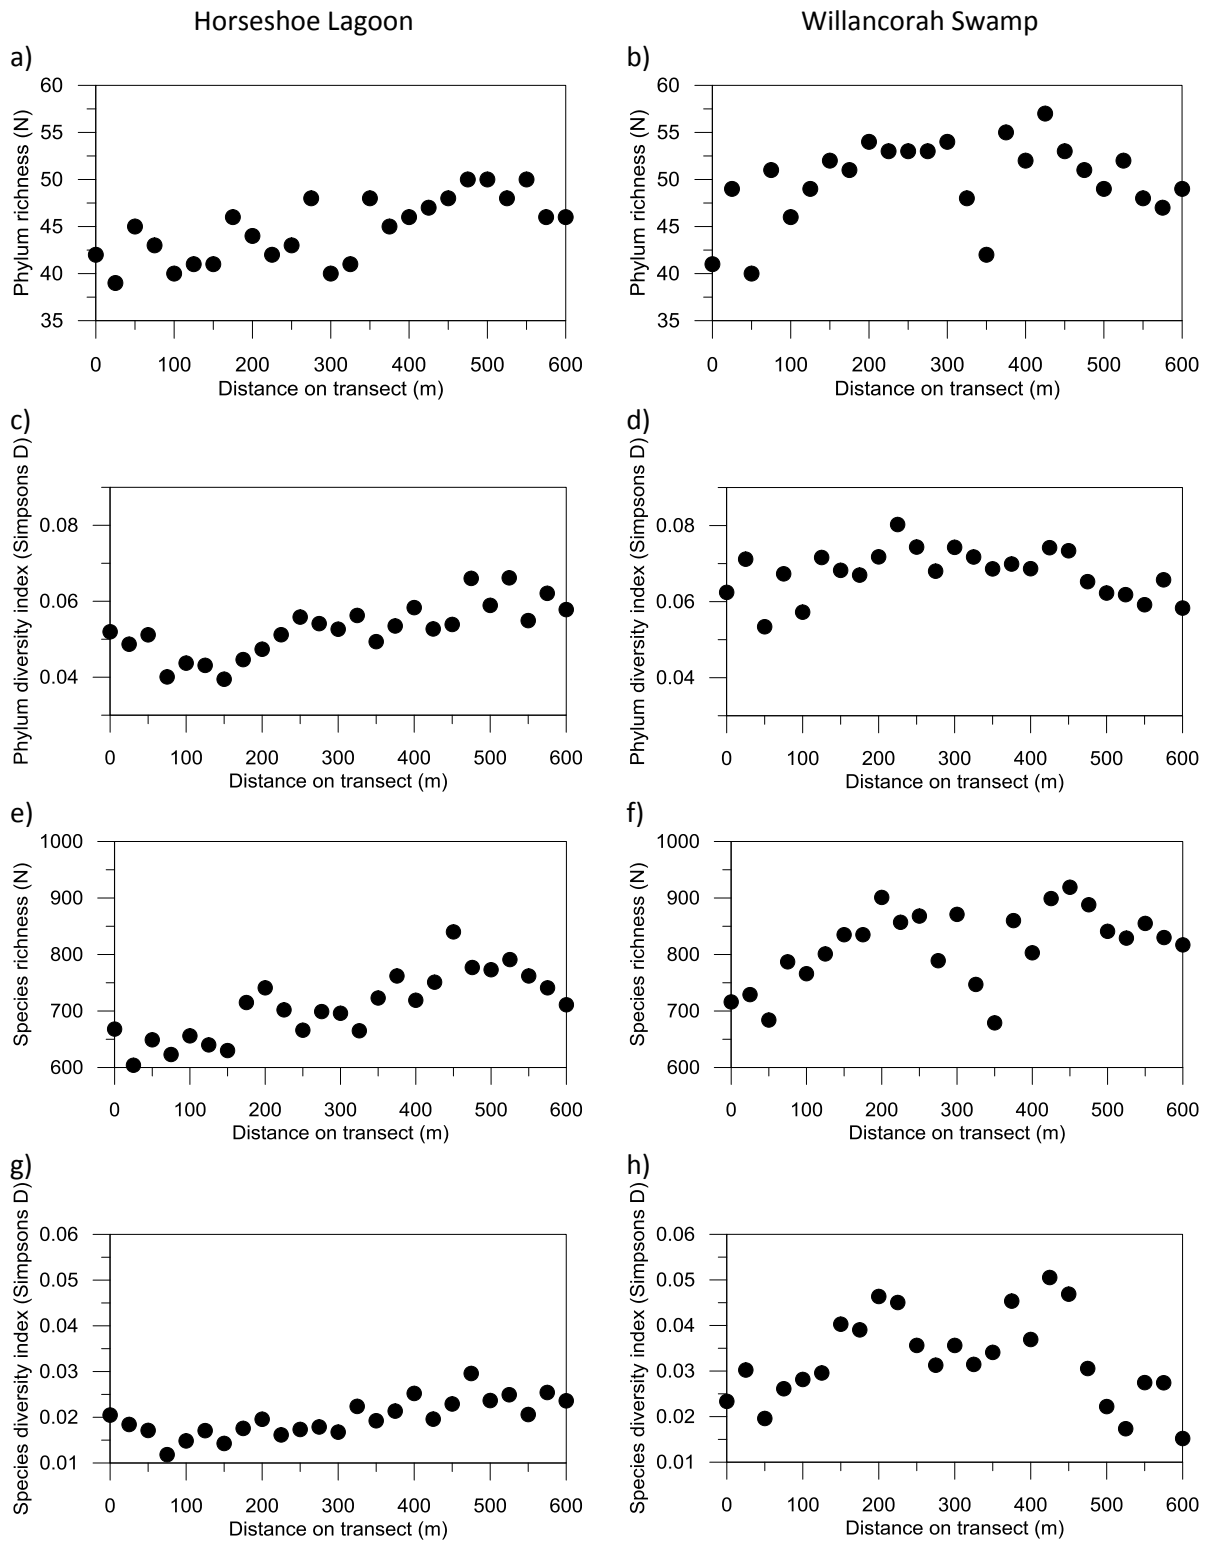 Horseshoe Lagoon
Willancorah Swamp
a)
Phylum richness (N)
60
55
50
45
40
35
0 100 200 300 400 500 600
Distance on transect (m)
b)
Phylum richness (N)
60
55
50
45
40
35
0 100 200 300 400 500 600
Distance on transect (m)
c)
Phylum diversity index (Simpsons D)
0.08
0.06
0.04
0 100 200 300 400 500 600
Distance on transect (m)
d)
Phylum diversity index (Simpsons D)
0.08
0.06
0.04
0 100 200 300 400 500 600
Distance on transect (m)
e)
Species richness (N)
1000
900
800
700
600
0 100 200 300 400 500 600
Distance on transect (m)
f)
Species richness (N)
1000
900
800
700
600
0 100 200 300 400 500 600
Distance on transect (m)
g)
Species diversity index (Simpsons D)
0.06
0.05
0.04
0.03
0.02
0.01
0 100 200 300 400 500 600
Distance on transect (m)
h)
Species diversity index (Simpsons D)
0.06
0.05
0.04
0.03
0.02
0.01
0 100 200 300 400 500 600
Distance on transect (m)